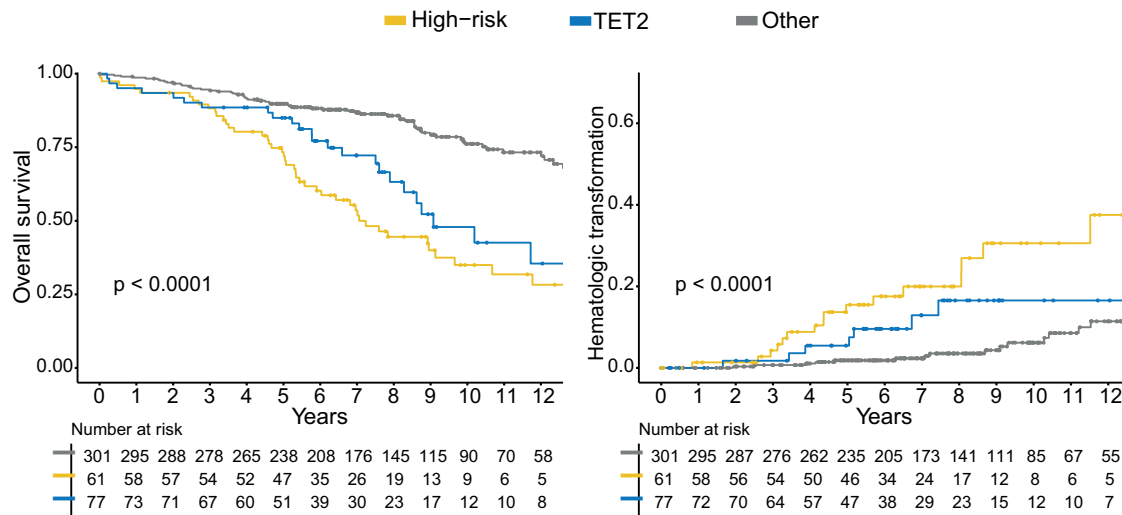 High−risk TET2 Other
Overall survival
1.00
0.75
0.50
0.25
0.00
p < 0.0001
0 1 2 3 4 5 6 7 8 9 10 11 12
Years
Number at risk
301 295 288 278 265 238 208 176 145 115 90 70 58
61 58 57 54 52 47 35 26 19 13 9 6 5
77 73 71 67 60 51 39 30 23 17 12 10 8
Hematologic transformation
0.6
0.4
0.2
0.0
p < 0.0001
0 1 2 3 4 5 6 7 8 9 10 11 12
Years
Number at risk
301 295 287 276 262 235 205 173 141 111 85 67 55
61 58 56 54 50 46 34 24 17 12 8 6 5
77 72 70 64 57 47 38 29 23 15 12 10 7